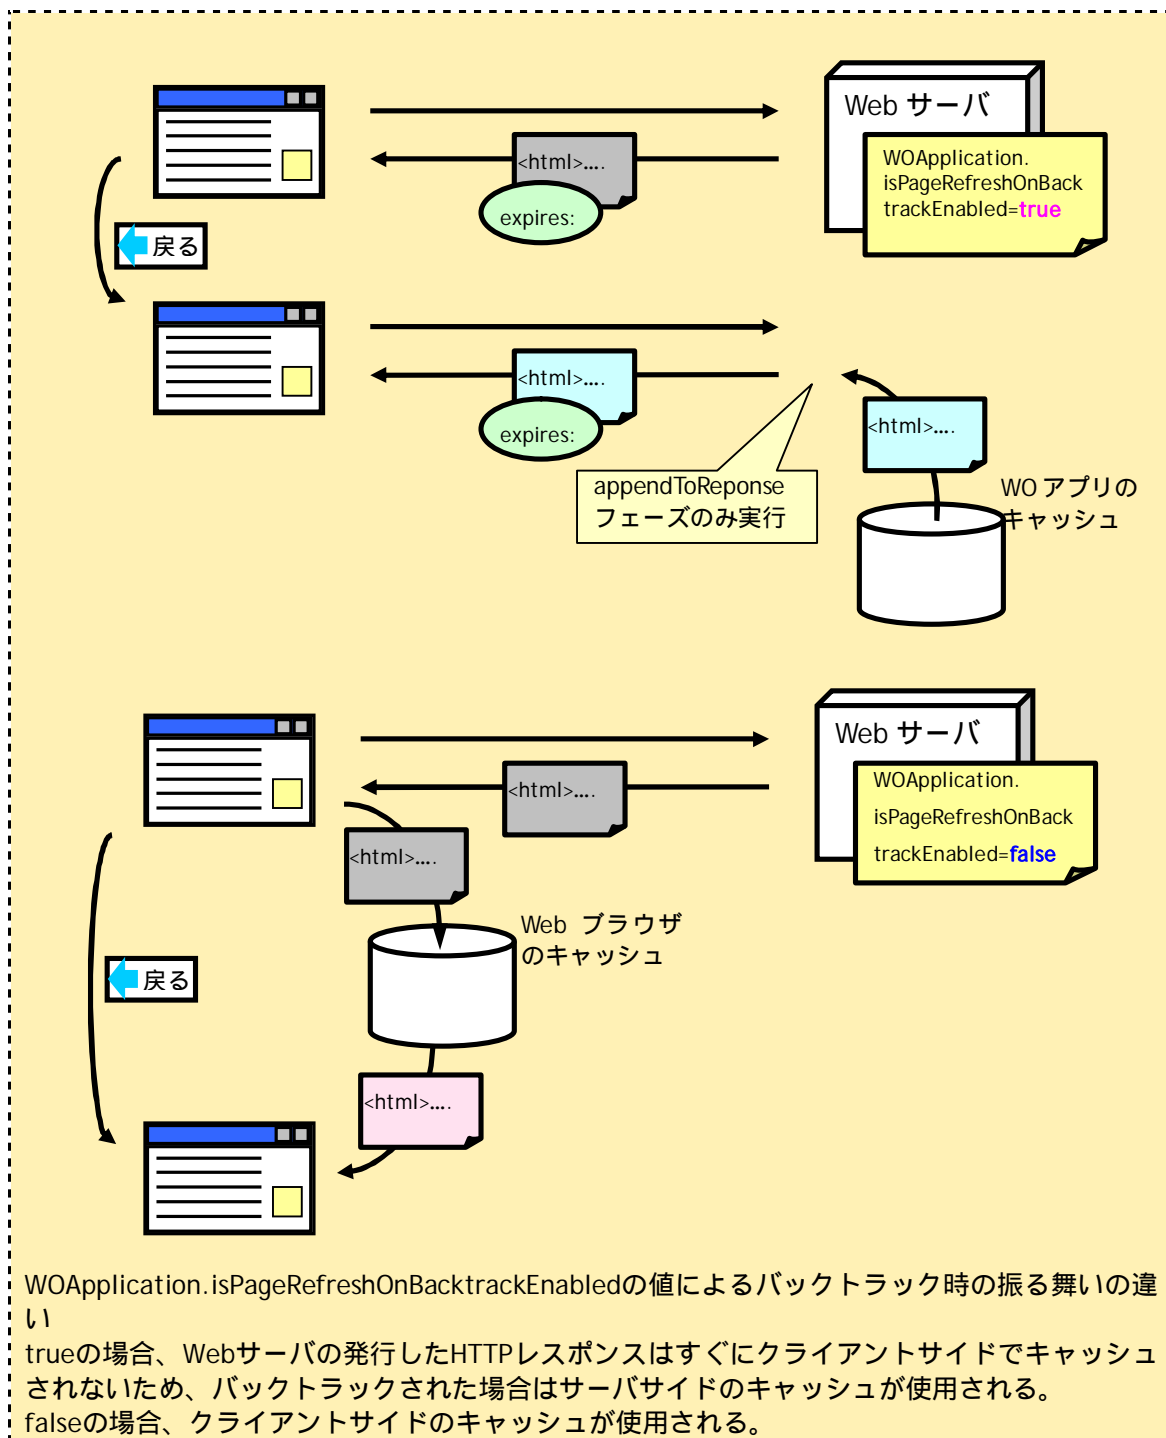 Web サーバ
WOApplication.
isPageRefreshOnBack
trackEnabled=true
<html>....
expires:
戻る
<html>....
expires:
<html>....
appendToReponse
フェーズのみ実行
WO アプリの
キャッシュ
Web サーバ
WOApplication.
isPageRefreshOnBack
trackEnabled=false
<html>....
<html>....
Web ブラウザ
のキャッシュ
戻る
<html>....
WOApplication.isPageRefreshOnBacktrackEnabledの値によるバックトラック時の振る舞いの違
い
trueの場合、Webサーバの発行したHTTPレスポンスはすぐにクライアントサイドでキャッシュ
されないため、バックトラックされた場合はサーバサイドのキャッシュが使用される。
falseの場合、クライアントサイドのキャッシュが使用される。